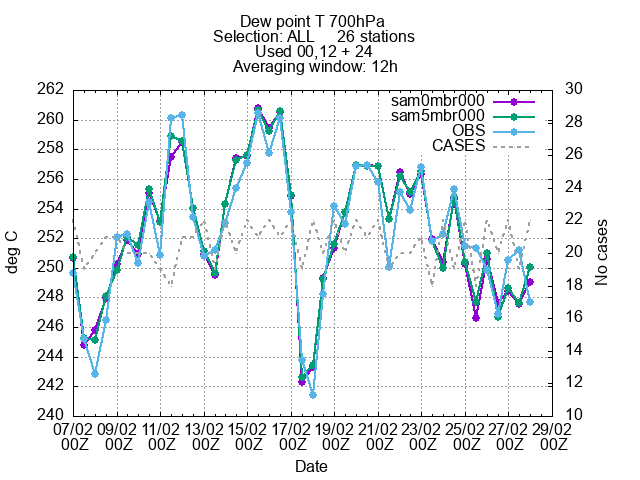 Dew point T 700hPa
Selection: ALL 26 stations
Used 00,12 + 24
Averaging window: 12h
262
260
258
256
254
252
250
248
246
244
242
240
deg C
30
28
26
24
22
20
18
16
14
12
10
No cases
sam0mbr000
sam5mbr000
OBS
CASES
07/02 09/02 11/02 13/02 15/02 17/02 19/02 21/02 23/02 25/02 27/02 29/02
00Z 00Z 00Z 00Z 00Z 00Z 00Z 00Z 00Z 00Z 00Z 00Z
Date